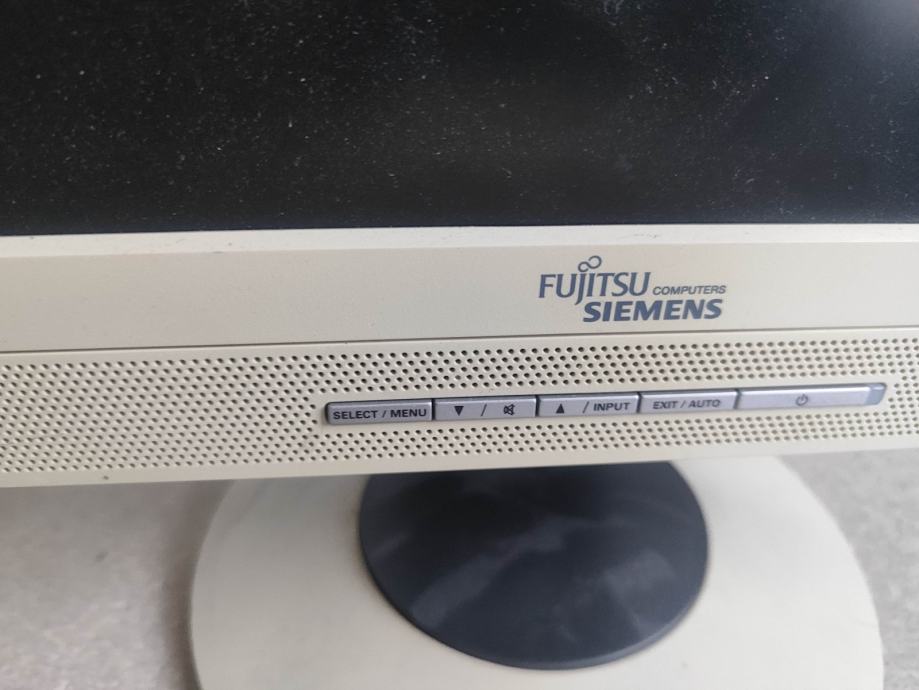 FUJITSU COMPUTERS
SIEMENS
SELECT / MENU ▼ / 🔇 ▲ / INPUT EXIT / AUTO ⏻